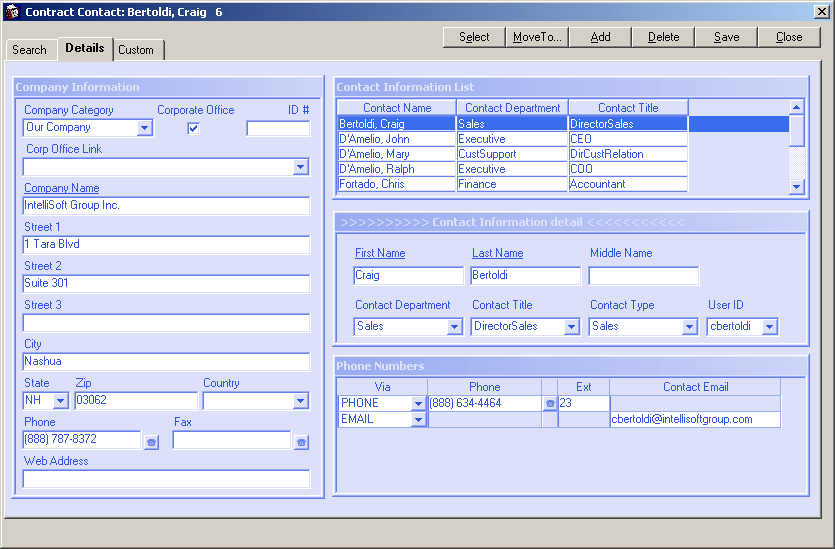 Contract Contact: Bertoldi, Craig   6
Select MoveTo... Add Delete Save Close
Search Details Custom
Company Information
Company Category Corporate Office ID #
Our Company
Corp Office Link
Company Name
IntelliSoft Group Inc.
Street 1
1 Tara Blvd
Street 2
Suite 301
Street 3
City
Nashua
State Zip Country
NH 03062
Phone Fax
(888) 787-8372
Web Address
Contact Information List
Contact Name Contact Department Contact Title
Bertoldi, Craig Sales DirectorSales
D'Amelio, John Executive CEO
D'Amelio, Mary CustSupport DirCustRelation
D'Amelio, Ralph Executive COO
Fortado, Chris Finance Accountant
>>>>>>>>>> Contact Information detail <<<<<<<<<<<
First Name Last Name Middle Name
Craig Bertoldi
Contact Department Contact Title Contact Type User ID
Sales DirectorSales Sales cbertoldi
Phone Numbers
Via Phone Ext Contact Email
PHONE (888) 634-4464 23
EMAIL cbertoldi@intellisoftgroup.com